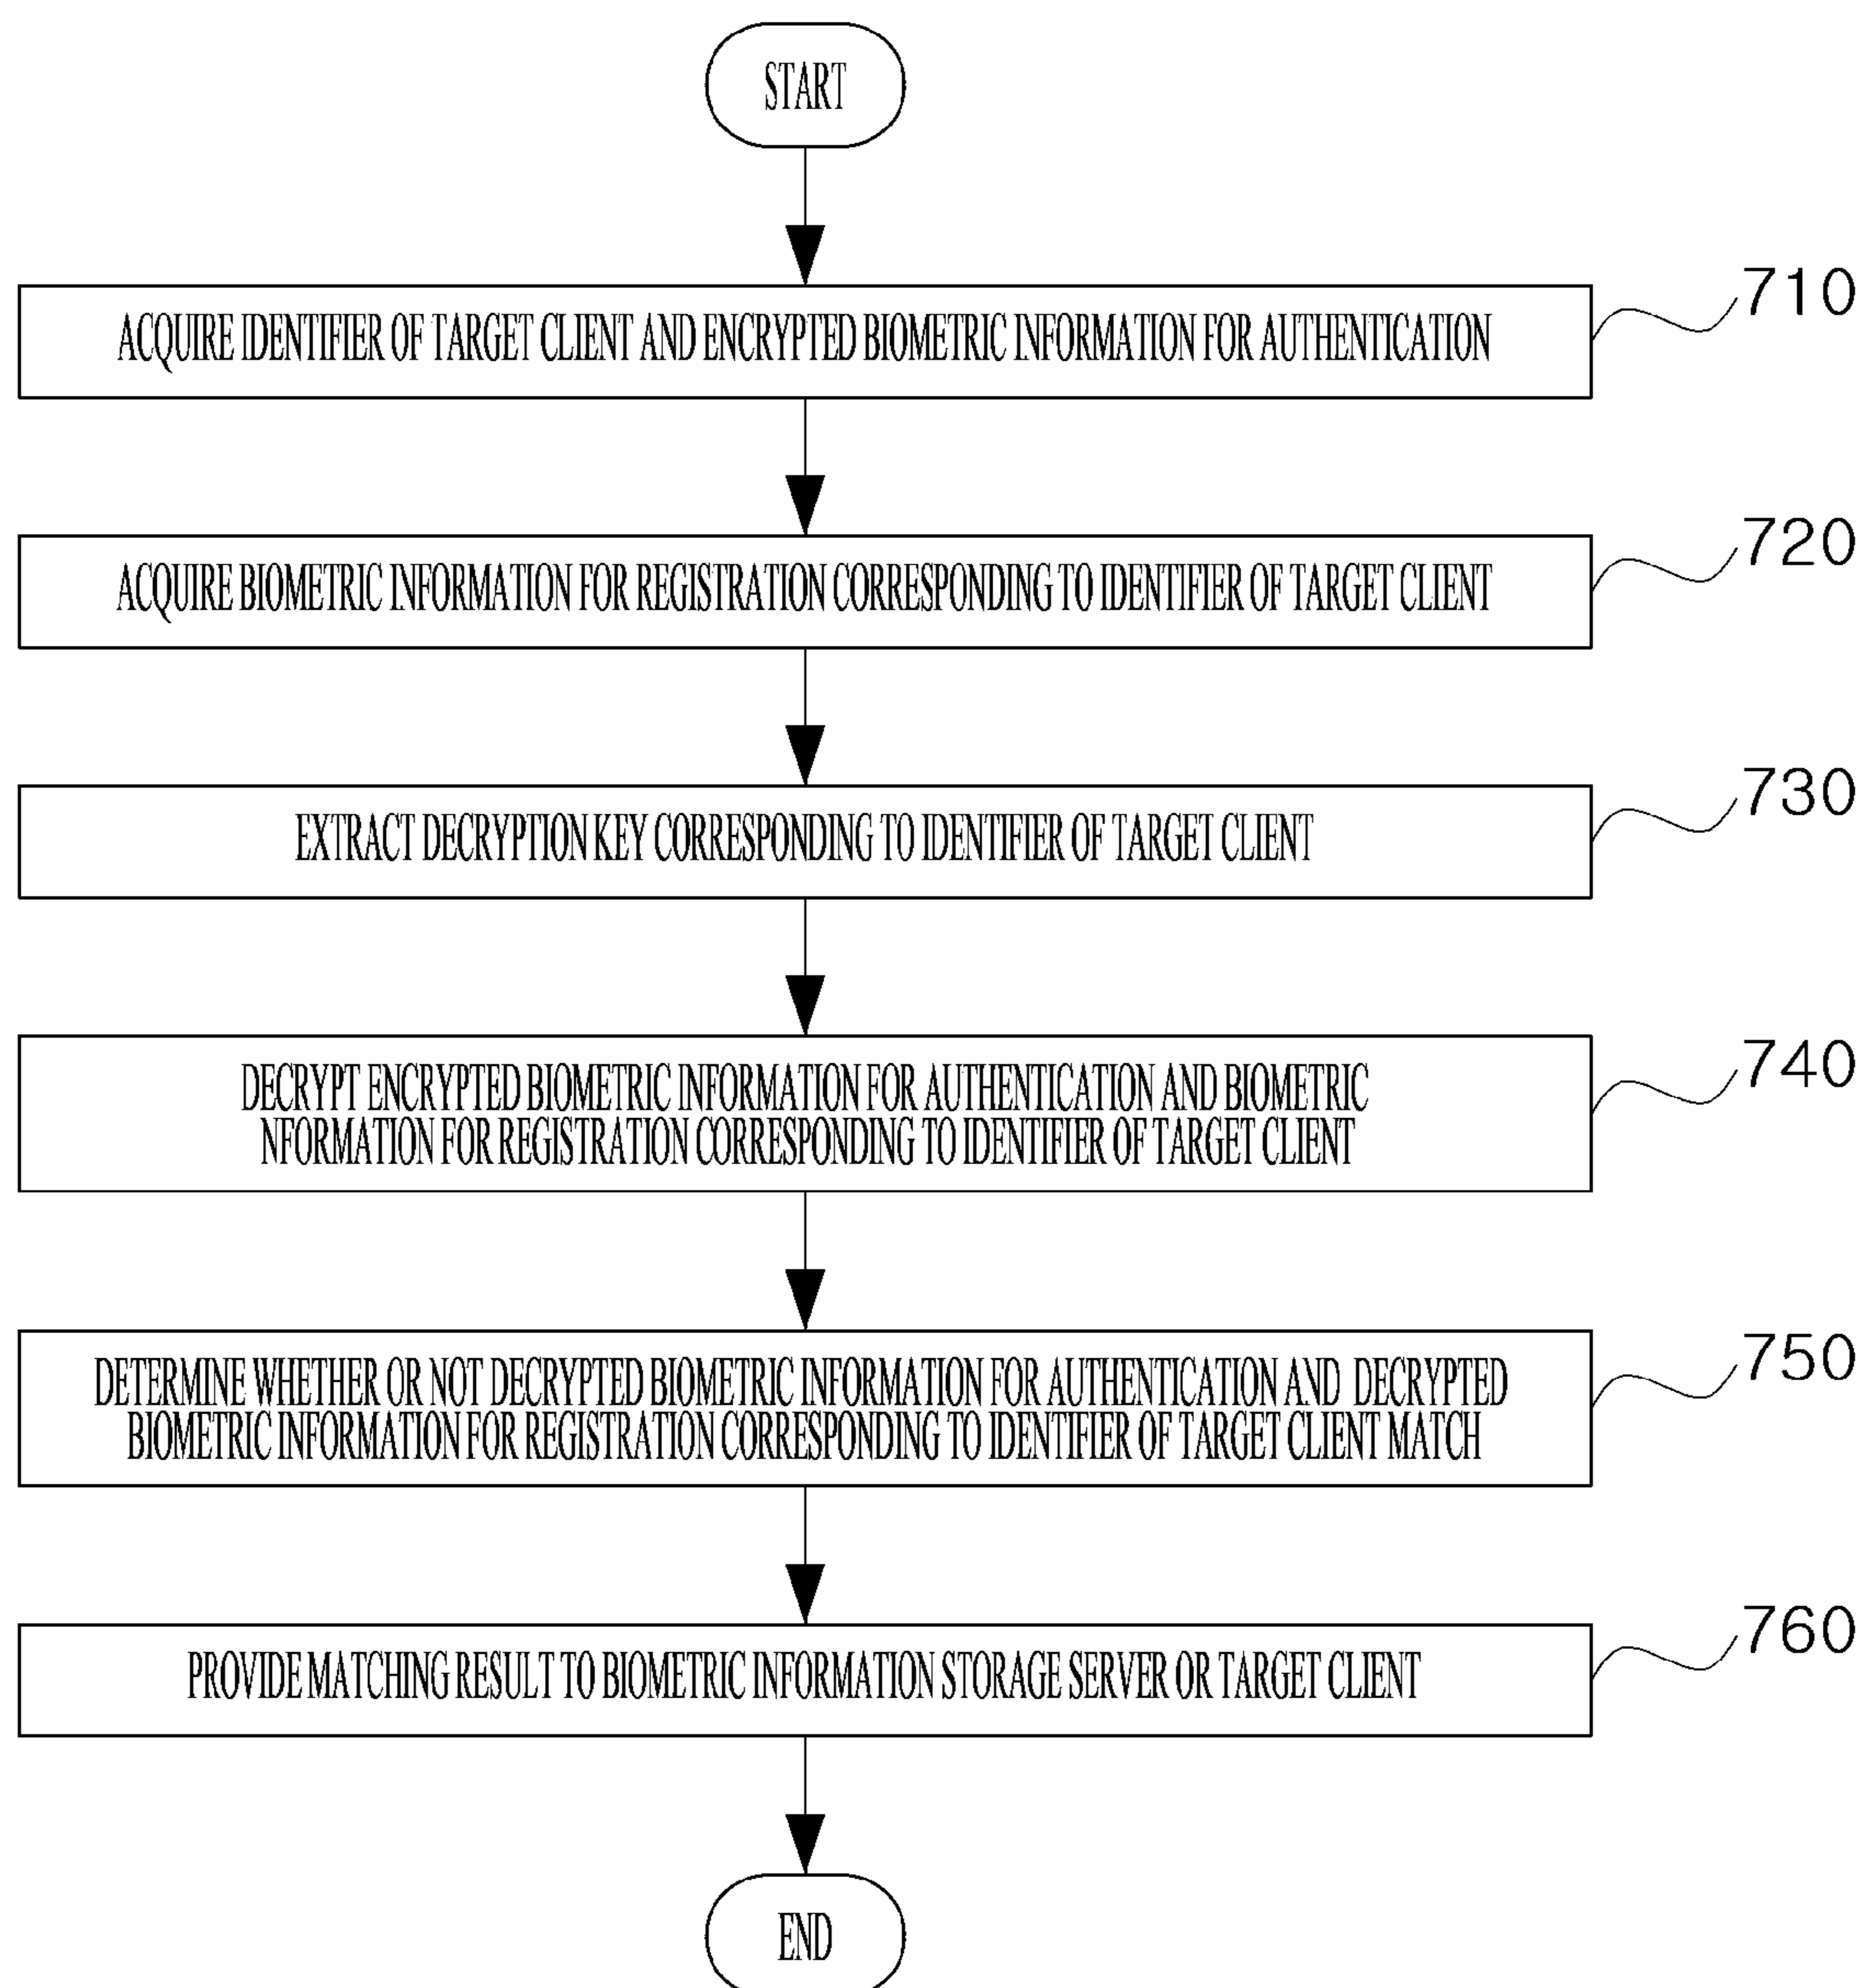 START
ACQUIRE IDENTIFIER OF TARGET CLIENT AND ENCRYPTED BIOMETRIC INFORMATION FOR AUTHENTICATION
710
ACQUIRE BIOMETRIC INFORMATION FOR REGISTRATION CORRESPONDING TO IDENTIFIER OF TARGET CLIENT
720
EXTRACT DECRYPTION KEY CORRESPONDING TO IDENTIFIER OF TARGET CLIENT
730
DECRYPT ENCRYPTED BIOMETRIC INFORMATION FOR AUTHENTICATION AND BIOMETRIC
NFORMATION FOR REGISTRATION CORRESPONDING TO IDENTIFIER OF TARGET CLIENT
740
DETERMINE WHETHER OR NOT DECRYPTED BIOMETRIC INFORMATION FOR AUTHENTICATION AND DECRYPTED
BIOMETRIC INFORMATION FOR REGISTRATION CORRESPONDING TO IDENTIFIER OF TARGET CLIENT MATCH
750
PROVIDE MATCHING RESULT TO BIOMETRIC INFORMATION STORAGE SERVER OR TARGET CLIENT
760
END